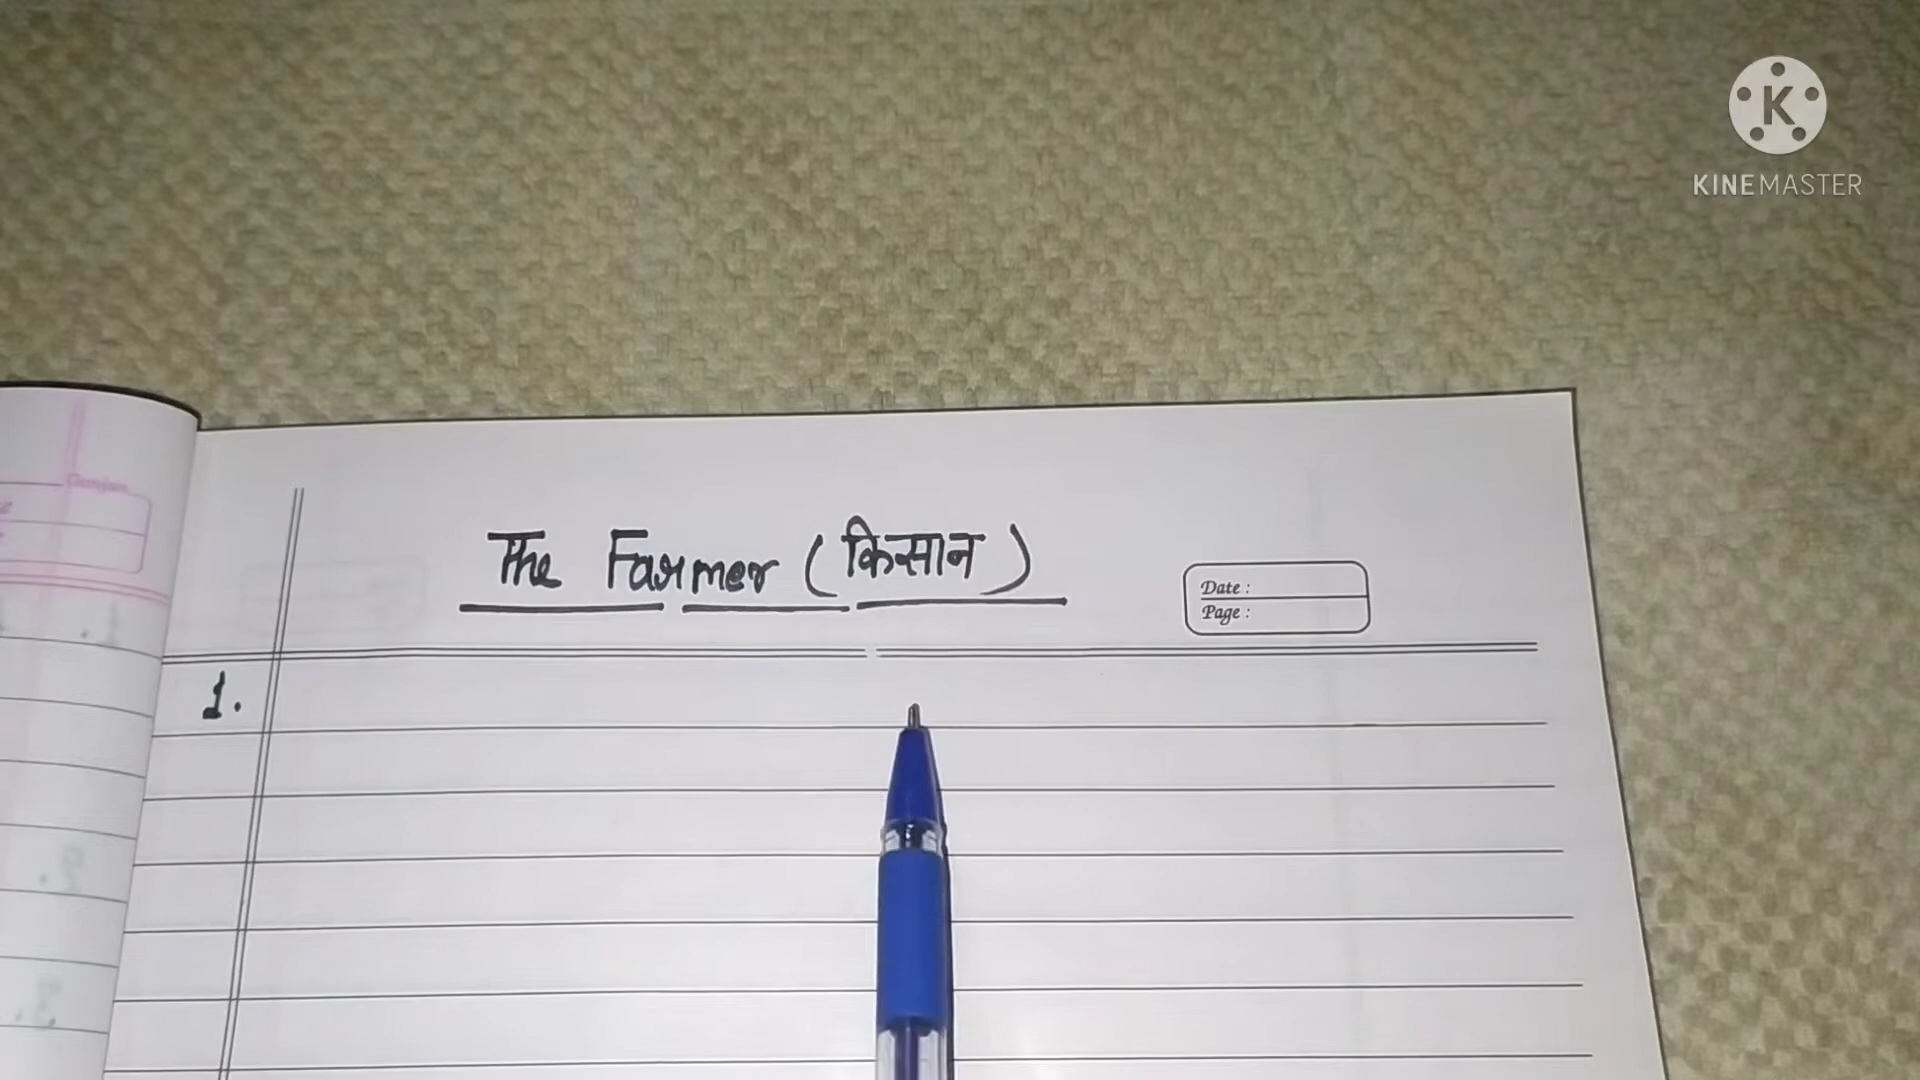 K
KINEMASTER
The Farmer (किसान)
Date :
Page :
1.